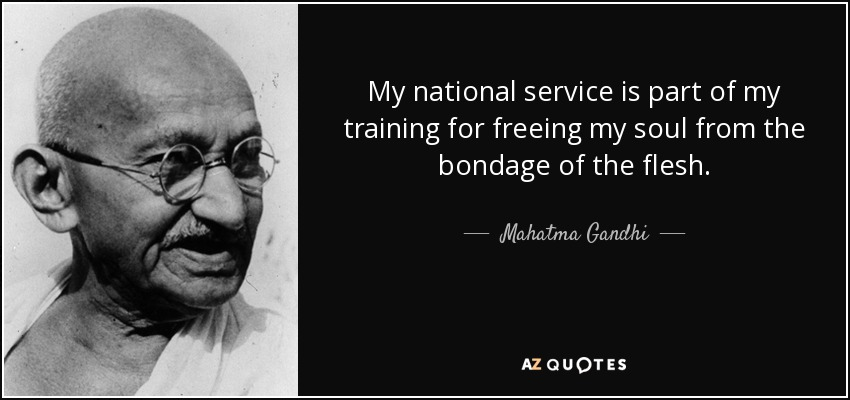 My national service is part of my
training for freeing my soul from the
bondage of the flesh.
Mahatma Gandhi
AZ QUOTES